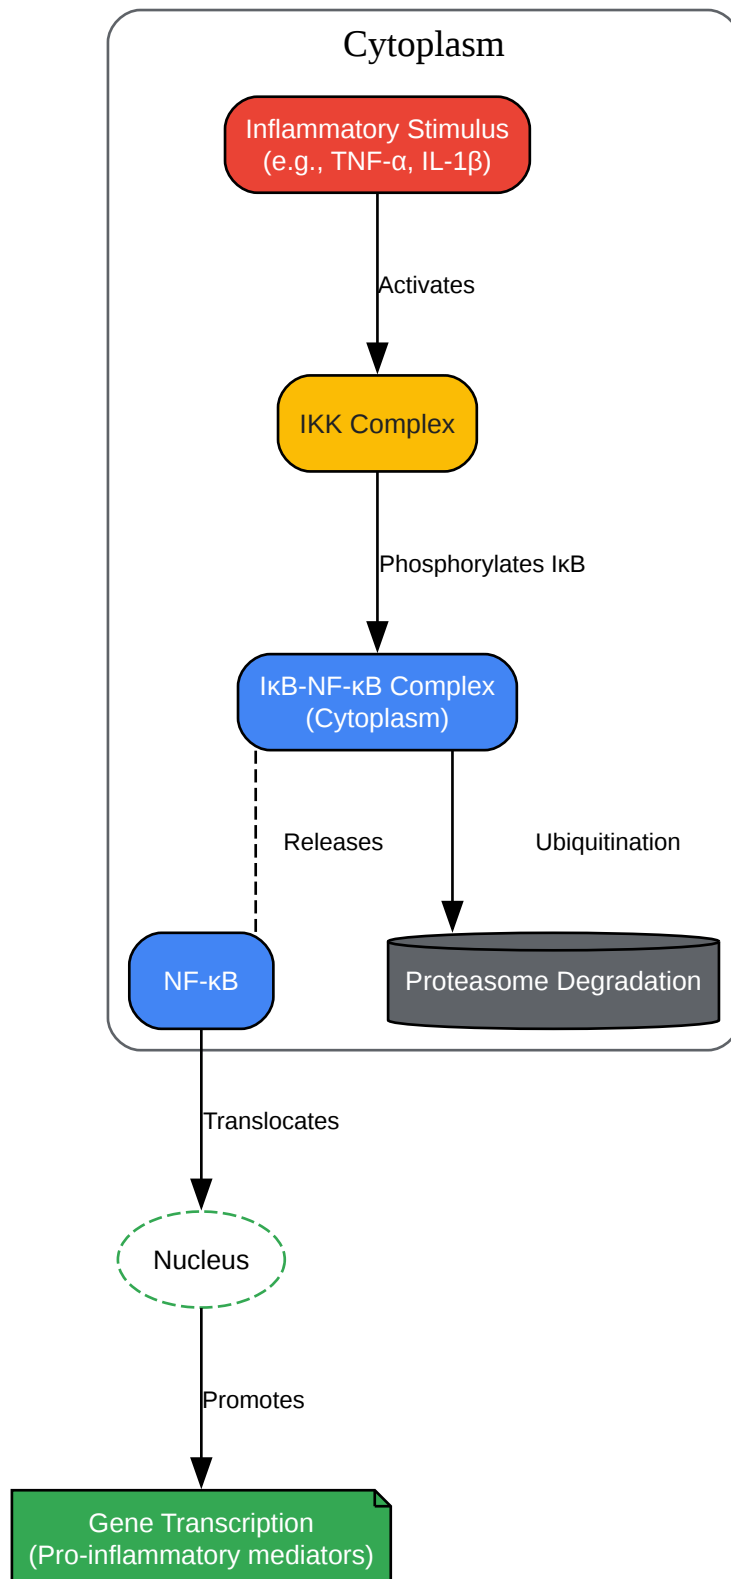 Cytoplasm
Inflammatory Stimulus
(e.g., TNF-α, IL-1β)
Activates
IKK Complex
Phosphorylates IκB
IκB-NF-κB Complex
(Cytoplasm)
Releases
Ubiquitination
NF-κB
Proteasome Degradation
Translocates
Nucleus
Promotes
Gene Transcription
(Pro-inflammatory mediators)